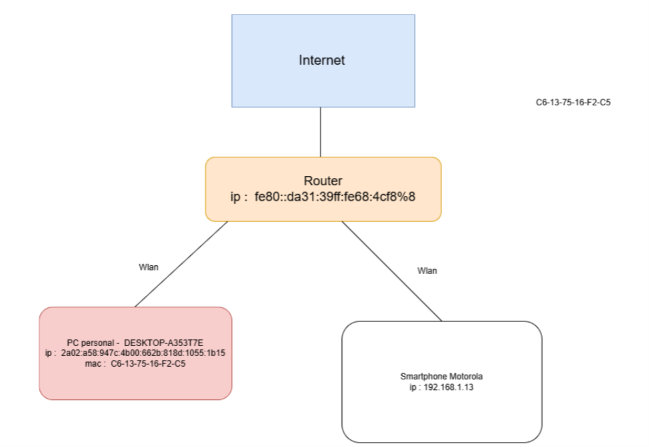 Internet
C6-13-75-16-F2-C5
Router
ip : fe80::da31:39ff:fe68:4cf8%8
Wlan
Wlan
PC personal - DESKTOP-A353T7E
ip : 2a02:a58:947c:4b00:662b:818d:1055:1b15
mac : C6-13-75-16-F2-C5
Smartphone Motorola
ip : 192.168.1.13